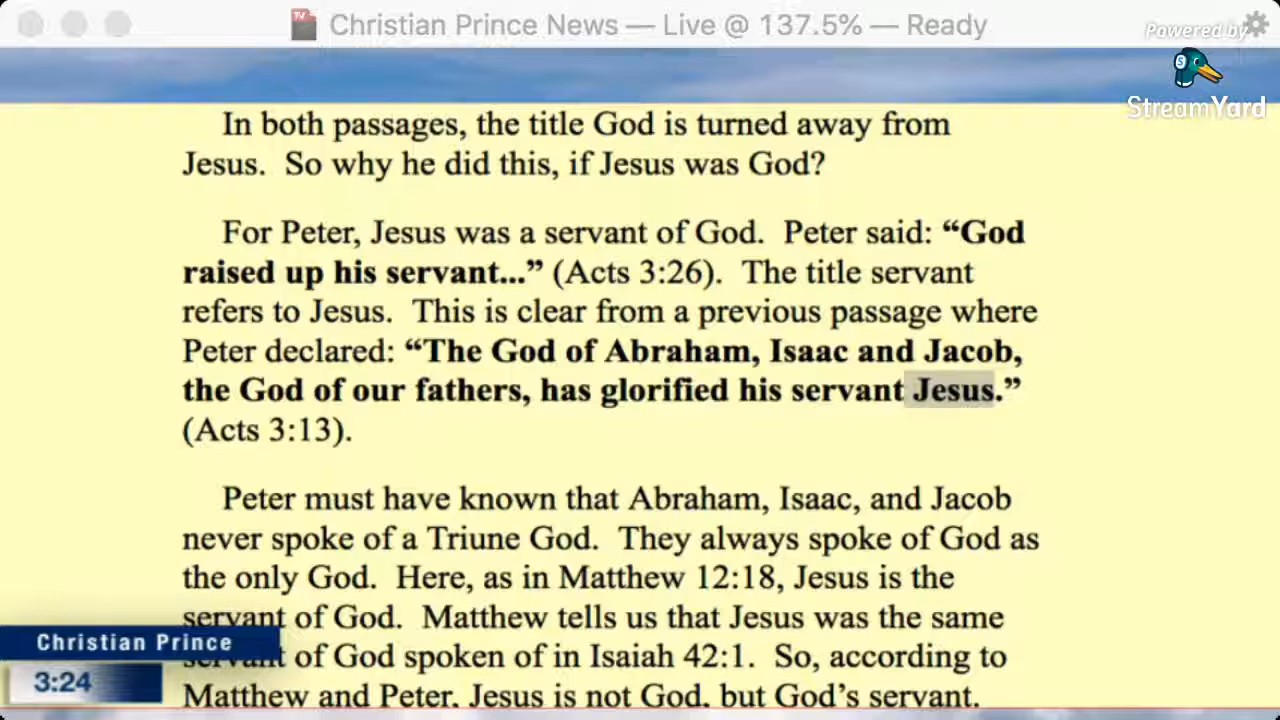 Christian Prince News — Live @ 137.5% — Ready
Powered by
StreamYard
In both passages, the title God is turned away from
Jesus. So why he did this, if Jesus was God?
For Peter, Jesus was a servant of God. Peter said: “God
raised up his servant...” (Acts 3:26). The title servant
refers to Jesus. This is clear from a previous passage where
Peter declared: “The God of Abraham, Isaac and Jacob,
the God of our fathers, has glorified his servant Jesus.”
(Acts 3:13).
Peter must have known that Abraham, Isaac, and Jacob
never spoke of a Triune God. They always spoke of God as
the only God. Here, as in Matthew 12:18, Jesus is the
servant of God. Matthew tells us that Jesus was the same
servant of God spoken of in Isaiah 42:1. So, according to
Matthew and Peter, Jesus is not God, but God’s servant.
Christian Prince
3:24